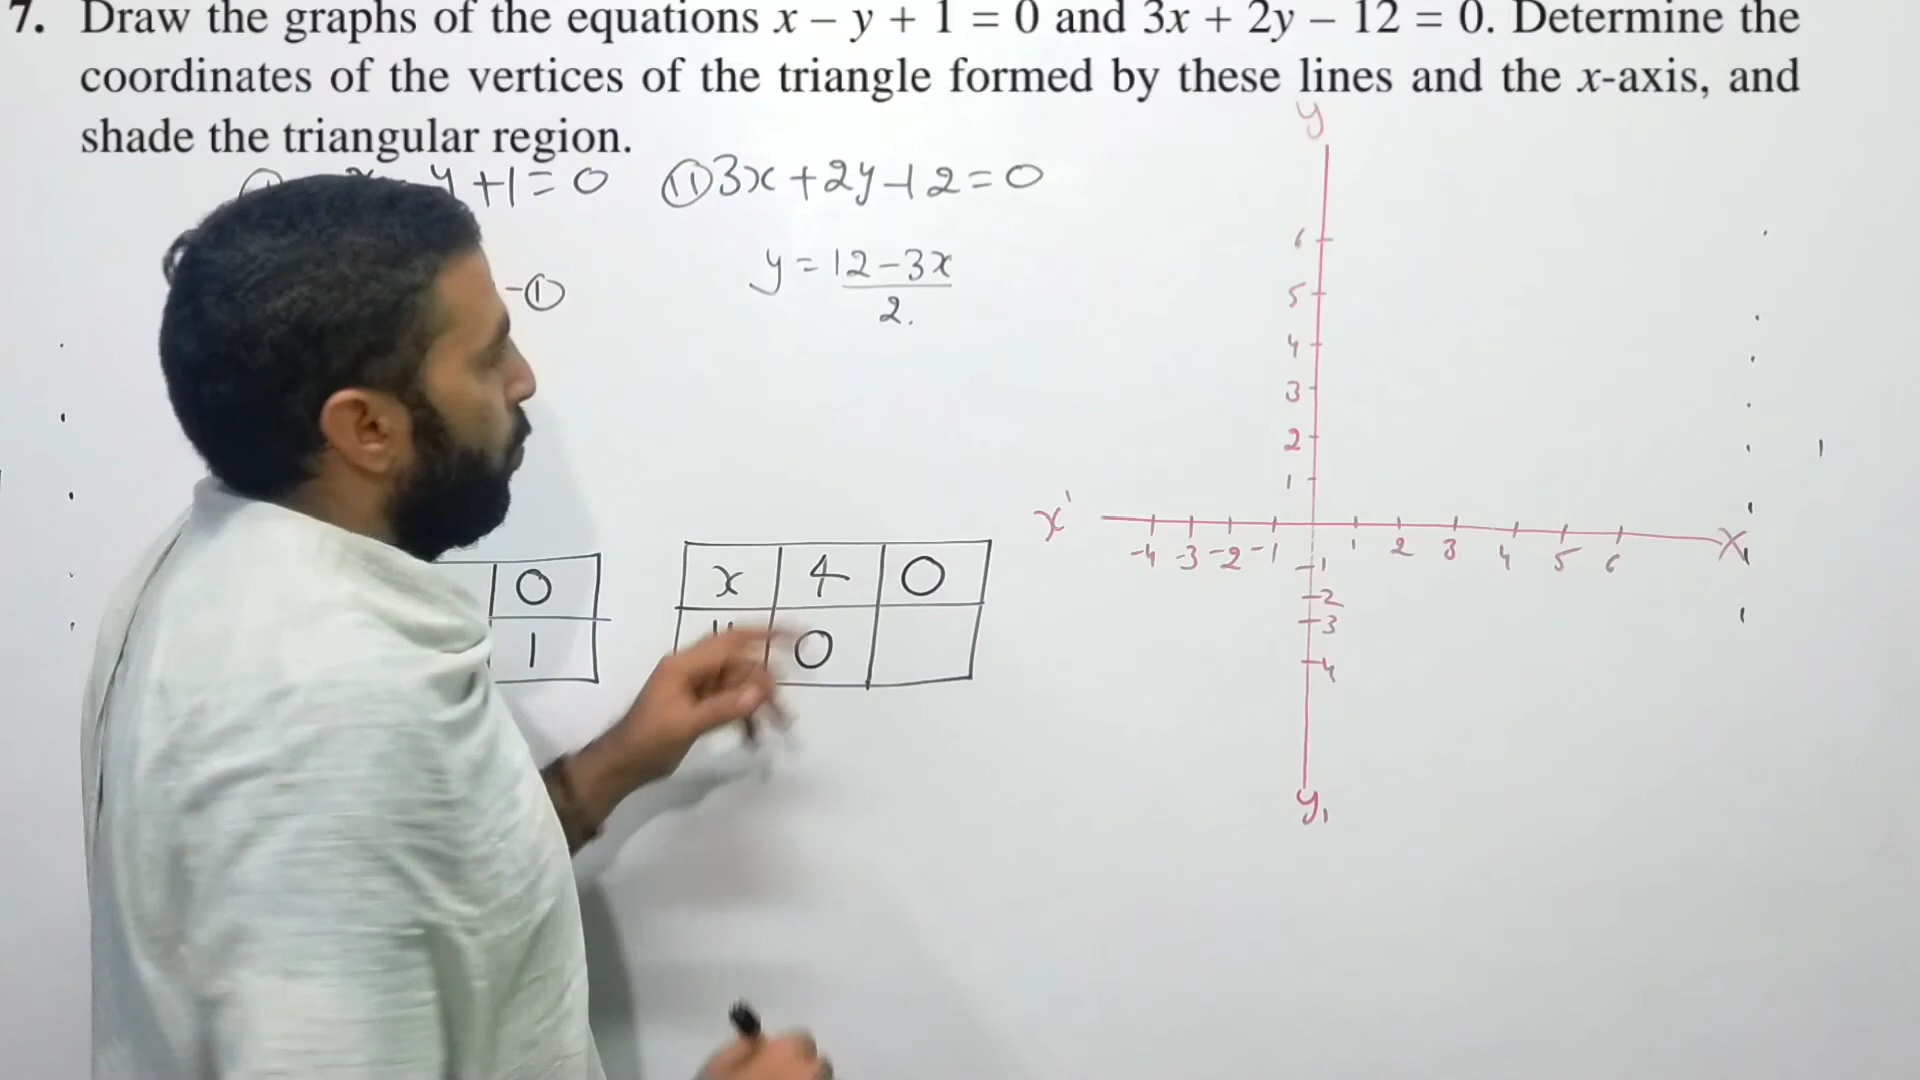 7. Draw the graphs of the equations x – y + 1 = 0 and 3x + 2y – 12 = 0. Determine the
coordinates of the vertices of the triangle formed by these lines and the x-axis, and
shade the triangular region.
y+1=0
(11) 3x+2y-12=0
-①
y = 12-3x
2.
0
1
x 4 0
0
y
6
5
4
3
2
1
x'
-4 -3 -2 -1 1 2 3 4 5 6
X
-1
-2
-3
-4
y1